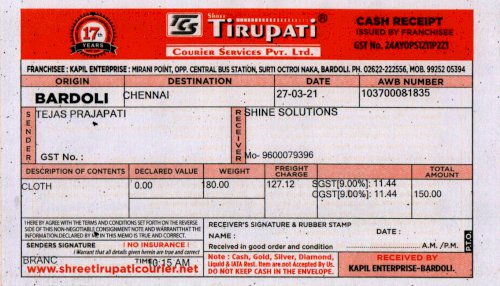 17th
YEARS
TCS
Shree
TIRUPATI®
COURIER SERVICES PVT. LTD.
CASH RECEIPT
ISSUED BY FRANCHISEE
GST No. 24AYOPS1211P2Z1
FRANCHISEE : KAPIL ENTERPRISE : MIRANI POINT, OPP. CENTRAL BUS STATION, SURTI OCTROI NAKA, BARDOLI. PH. 02622-222556, MOB. 99252 05394
ORIGIN DESTINATION DATE AWB NUMBER
BARDOLI CHENNAI 27-03-21 103700081835
SENDER
TEJAS PRAJAPATI
GST No. :
RECEIVER
SHINE SOLUTIONS
Mo- 9600079396
DESCRIPTION OF CONTENTS DECLARED VALUE WEIGHT FREIGHT CHARGE TOTAL AMOUNT
CLOTH 0.00 180.00 127.12 SGST[9.00%]: 11.44 150.00
CGST[9.00%]: 11.44
I HERE BY AGREE WITH THE TERMS AND CONDITIONS SET FORTH ON THE REVERSE
SIDE OF THIS NON-NEGOTIABLE CONSIGNMENT NOTE AND WARRANT THAT THE
INFORMATION DECLARED BY ME IN THIS MEMO IS TRUE AND CORRECT.
SENDERS SIGNATURE | NO INSURANCE |
I Warrant that all details given herein are true and correct
BRANC TIME 10:15 AM
www.shreetirupaticourier.net
RECEIVER'S SIGNATURE & RUBBER STAMP
NAME : DATE :
Received in good order and condition A.M. /P.M.
P.T.O.
Note : Cash, Gold, Silver, Diamond,
Liquid & IATA Rest. Item are not Accepted By Us.
DO NOT KEEP CASH IN THE ENVELOPE.
RECEIVED BY
KAPIL ENTERPRISE-BARDOLI.